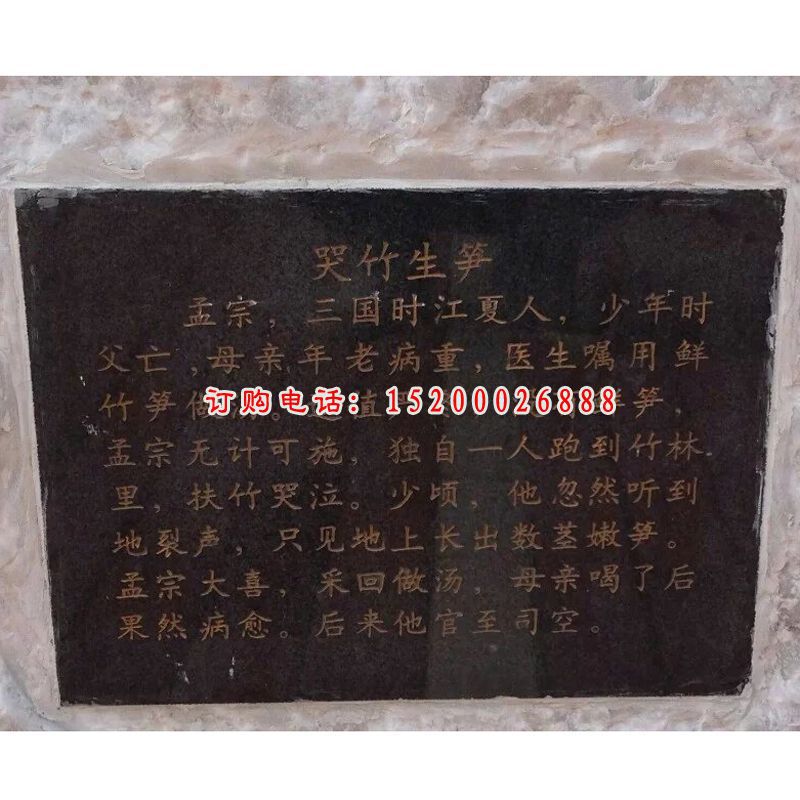 哭竹生笋
孟宗，三国时江夏人，少年时
父亡，母亲年老病重，医生嘱用鲜
竹笋做汤。适值 鲜笋，
订购电话：15200026888
孟宗无计可施，独自一人跑到竹林
里，扶竹哭泣。少顷，他忽然听到
地裂声，只见地上长出数茎嫩笋。
孟宗大喜，采回做汤，母亲喝了后
果然病愈。后来他官至司空。